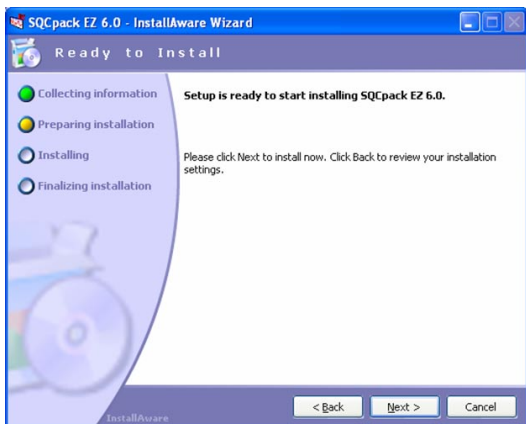 SQCpack EZ 6.0 - InstallAware Wizard
Ready to Install
Collecting information
Preparing installation
Installing
Finalizing installation
Setup is ready to start installing SQCpack EZ 6.0.
Please click Next to install now. Click Back to review your installation
settings.
InstallAware
< Back
Next >
Cancel